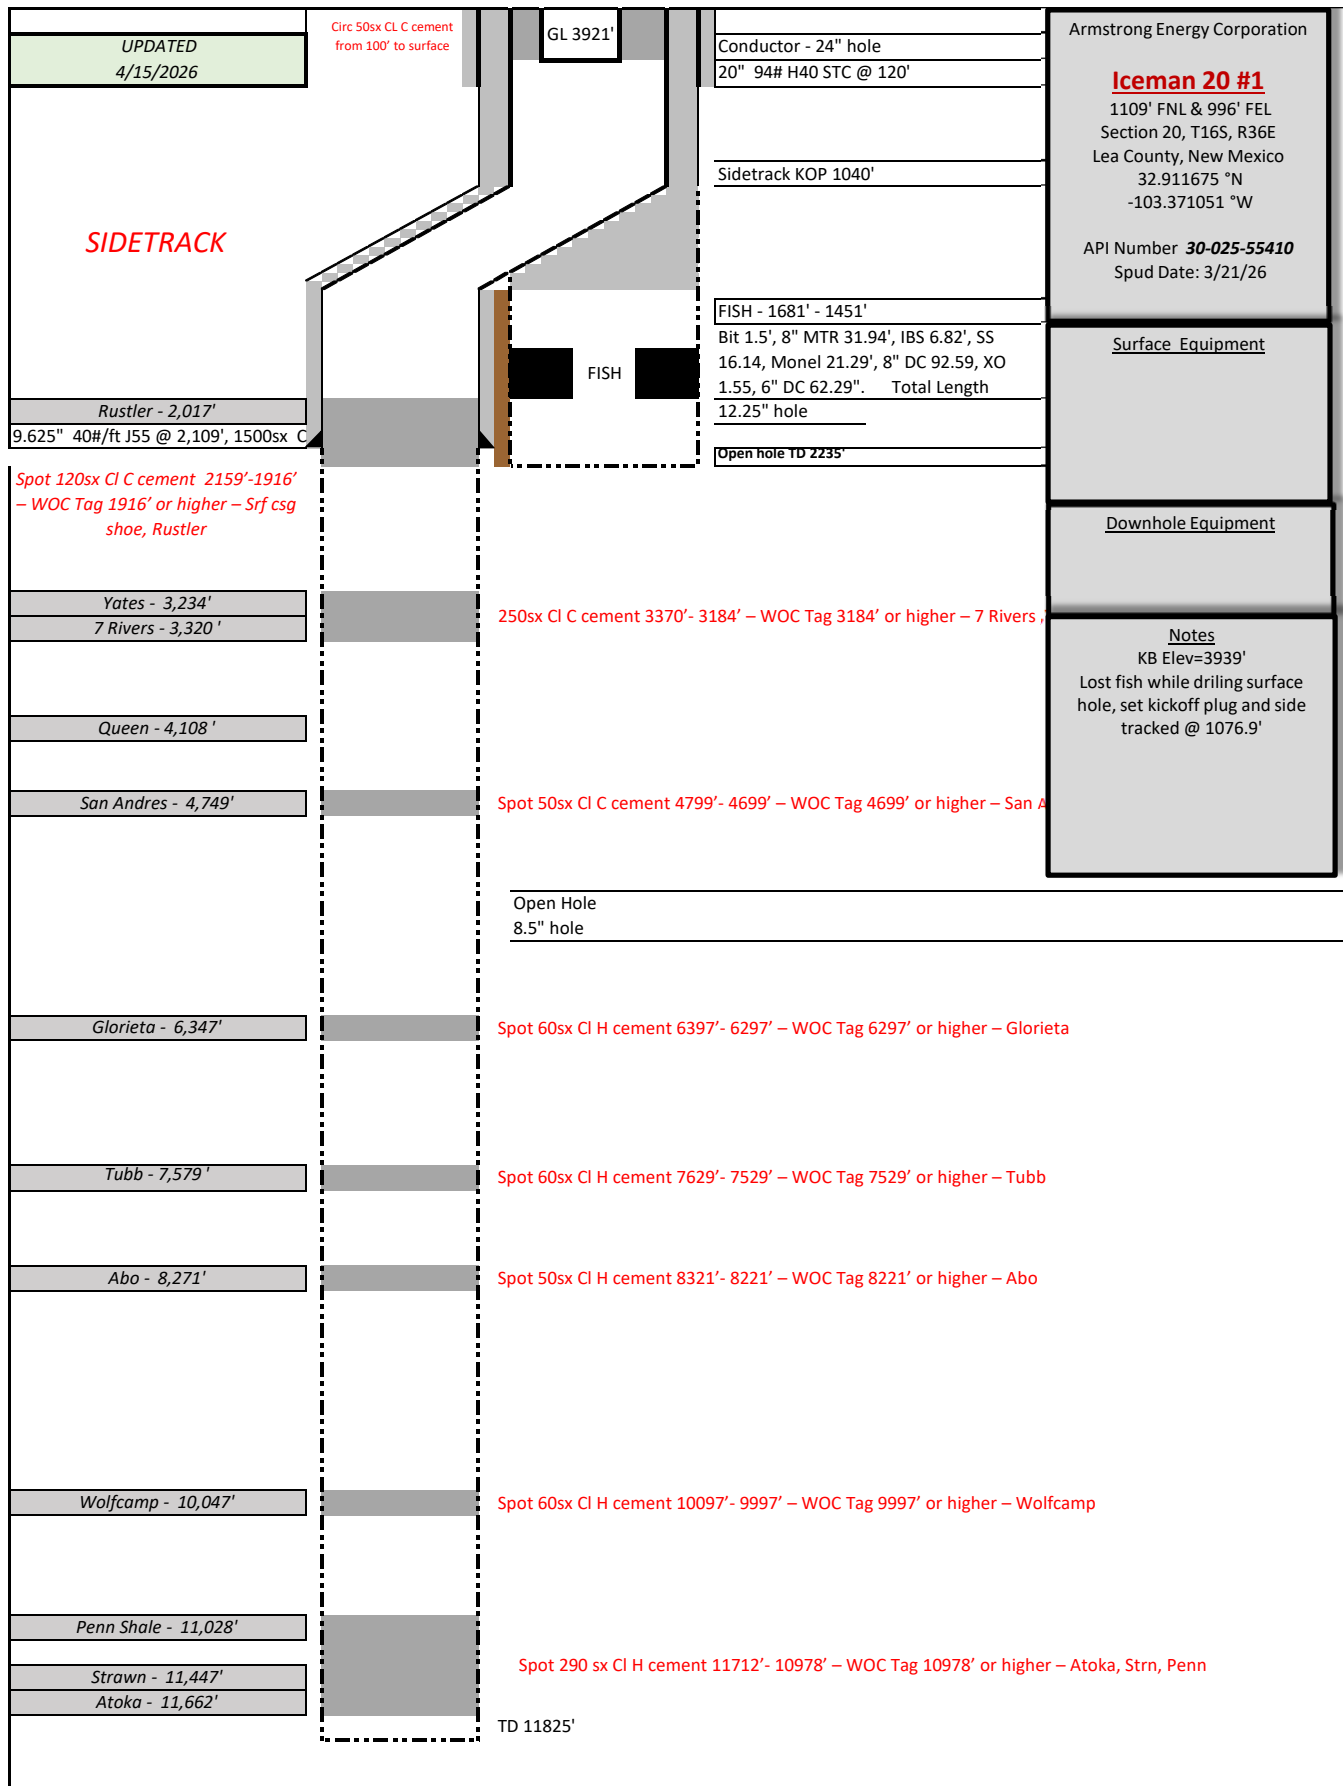 Circ 50sx CL C cement
from 100' to surface
GL 3921'
UPDATED
4/15/2026
Conductor - 24" hole
20" 94# H40 STC @ 120'
Armstrong Energy Corporation
Iceman 20 #1
1109' FNL & 996' FEL
Section 20, T16S, R36E
Lea County, New Mexico
32.911675 °N
-103.371051 °W
API Number 30-025-55410
Spud Date: 3/21/26
Sidetrack KOP 1040'
SIDETRACK
FISH - 1681' - 1451'
Bit 1.5', 8" MTR 31.94', IBS 6.82', SS
16.14, Monel 21.29', 8" DC 92.59, XO
1.55, 6" DC 62.29". Total Length
12.25" hole
FISH
Surface Equipment
Rustler - 2,017'
9.625" 40#/ft J55 @ 2,109', 1500sx C
Open hole TD 2235'
Spot 120sx Cl C cement 2159'-1916'
– WOC Tag 1916' or higher – Srf csg
shoe, Rustler
Downhole Equipment
Yates - 3,234'
7 Rivers - 3,320 '
250sx Cl C cement 3370'- 3184' – WOC Tag 3184' or higher – 7 Rivers ,
Notes
KB Elev=3939'
Lost fish while driling surface
hole, set kickoff plug and side
tracked @ 1076.9'
Queen - 4,108 '
San Andres - 4,749'
Spot 50sx Cl C cement 4799'- 4699' – WOC Tag 4699' or higher – San A
Open Hole
8.5" hole
Glorieta - 6,347'
Spot 60sx Cl H cement 6397'- 6297' – WOC Tag 6297' or higher – Glorieta
Tubb - 7,579 '
Spot 60sx Cl H cement 7629'- 7529' – WOC Tag 7529' or higher – Tubb
Abo - 8,271'
Spot 50sx Cl H cement 8321'- 8221' – WOC Tag 8221' or higher – Abo
Wolfcamp - 10,047'
Spot 60sx Cl H cement 10097'- 9997' – WOC Tag 9997' or higher – Wolfcamp
Penn Shale - 11,028'
Strawn - 11,447'
Atoka - 11,662'
Spot 290 sx Cl H cement 11712'- 10978' – WOC Tag 10978' or higher – Atoka, Strn, Penn
TD 11825'